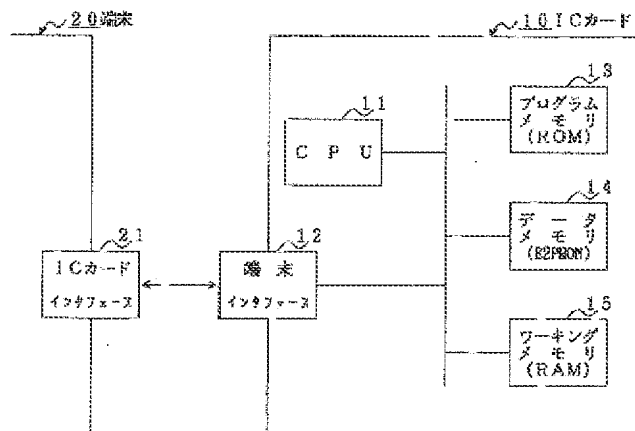 20端末
10ICカード
11
CPU
13
プログラム
メモリ
(ROM)
14
データ
メモリ
(E2PROM)
21
ICカード
インタフェース
12
端末
インタフェース
15
ワーキング
メモリ
(RAM)